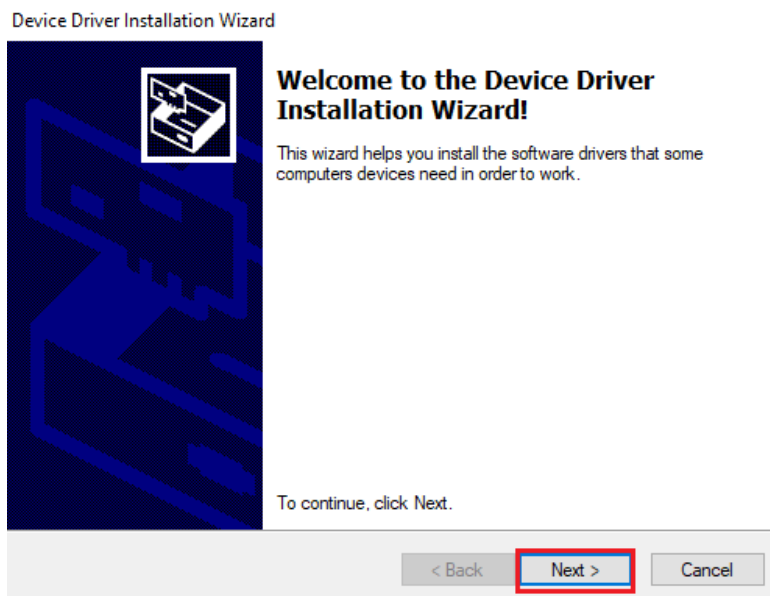 Device Driver Installation Wizard
Welcome to the Device Driver
Installation Wizard!
This wizard helps you install the software drivers that some
computers devices need in order to work.
To continue, click Next.
< Back
Next >
Cancel